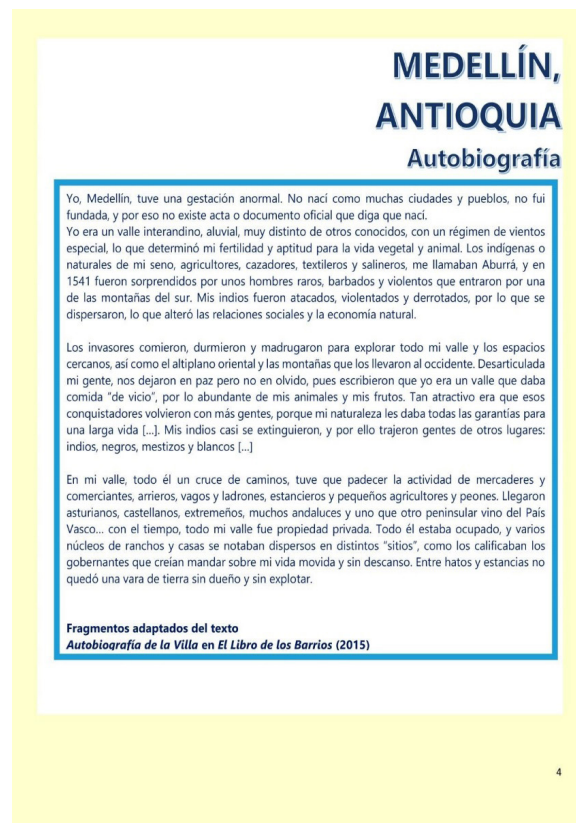 MEDELLÍN,
ANTIOQUIA
Autobiografía
Yo, Medellín, tuve una gestación anormal. No nací como muchas ciudades y pueblos, no fui
fundada, y por eso no existe acta o documento oficial que diga que nací.
Yo era un valle interandino, aluvial, muy distinto de otros conocidos, con un régimen de vientos
especial, lo que determinó mi fertilidad y aptitud para la vida vegetal y animal. Los indígenas o
naturales de mi seno, agricultores, cazadores, textileros y salineros, me llamaban Aburrá, y en
1541 fueron sorprendidos por unos hombres raros, barbados y violentos que entraron por una
de las montañas del sur. Mis indios fueron atacados, violentados y derrotados, por lo que se
dispersaron, lo que alteró las relaciones sociales y la economía natural.
Los invasores comieron, durmieron y madrugaron para explorar todo mi valle y los espacios
cercanos, así como el altiplano oriental y las montañas que los llevaron al occidente. Desarticulada
mi gente, nos dejaron en paz pero no en olvido, pues escribieron que yo era un valle que daba
comida "de vicio", por lo abundante de mis animales y mis frutos. Tan atractivo era que esos
conquistadores volvieron con más gentes, porque mi naturaleza les daba todas las garantías para
una larga vida [...]. Mis indios casi se extinguieron, y por ello trajeron gentes de otros lugares:
indios, negros, mestizos y blancos [...]
En mi valle, todo él un cruce de caminos, tuve que padecer la actividad de mercaderes y
comerciantes, arrieros, vagos y ladrones, estancieros y pequeños agricultores y peones. Llegaron
asturianos, castellanos, extremeños, muchos andaluces y uno que otro peninsular vino del País
Vasco... con el tiempo, todo mi valle fue propiedad privada. Todo él estaba ocupado, y varios
núcleos de ranchos y casas se notaban dispersos en distintos "sitios", como los calificaban los
gobernantes que creían mandar sobre mi vida movida y sin descanso. Entre hatos y estancias no
quedó una vara de tierra sin dueño y sin explotar.
Fragmentos adaptados del texto
Autobiografía de la Villa en El Libro de los Barrios (2015)
4